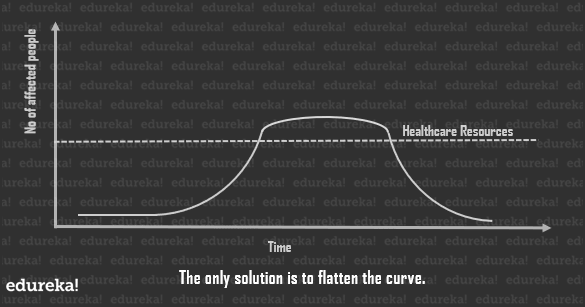 No of affected people
Healthcare Resources
Time
The only solution is to flatten the curve.
edureka!